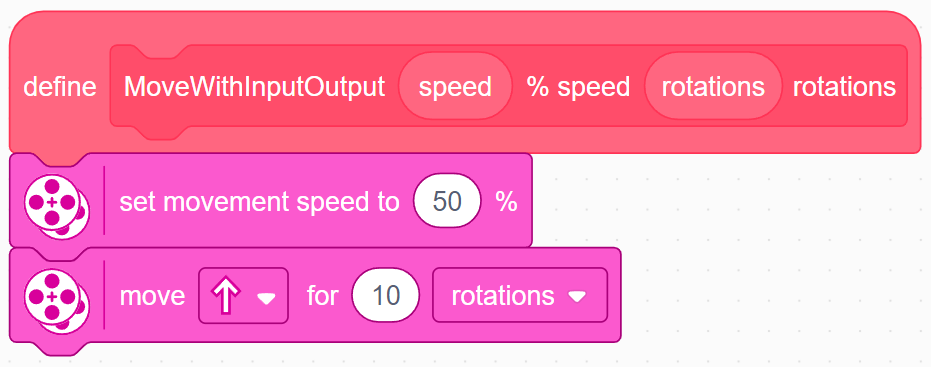 define MoveWithInputOutput speed % speed rotations rotations
set movement speed to 50 %
move for 10 rotations